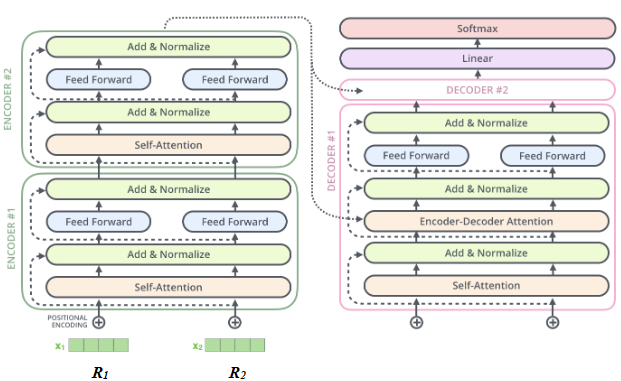 ENCODER #2
Add & Normalize
Feed Forward
Feed Forward
Add & Normalize
Self-Attention
ENCODER #1
Add & Normalize
Feed Forward
Feed Forward
Add & Normalize
Self-Attention
POSITIONAL
ENCODING
x1
x2
R1
R2
Softmax
Linear
DECODER #2
DECODER #1
Add & Normalize
Feed Forward
Feed Forward
Add & Normalize
Encoder-Decoder Attention
Add & Normalize
Self-Attention